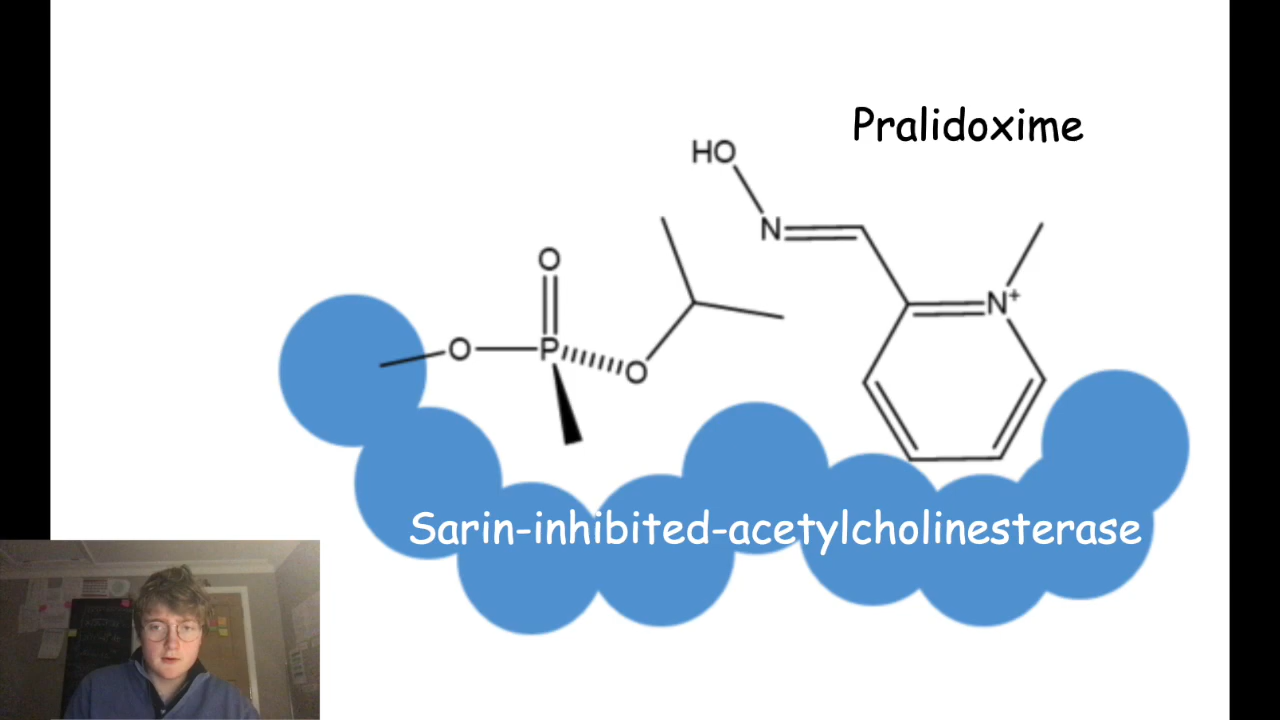 Pralidoxime
HO
N
O
N+
O
P
O
Sarin-inhibited-acetylcholinesterase